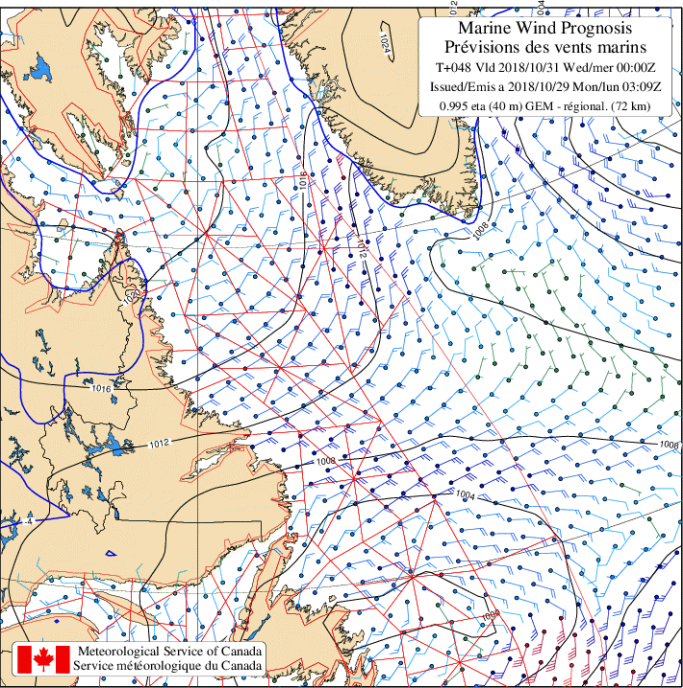 Marine Wind Prognosis
Prévisions des vents marins
T+048 Vld 2018/10/31 Wed/mer 00:00Z
Issued/Emis a 2018/10/29 Mon/lun 03:09Z
0.995 eta (40 m) GEM - régional. (72 km)
1024
1016
1012
1008
1016
1012
1008
1008
1004
-4
Meteorological Service of Canada
Service météorologique du Canada